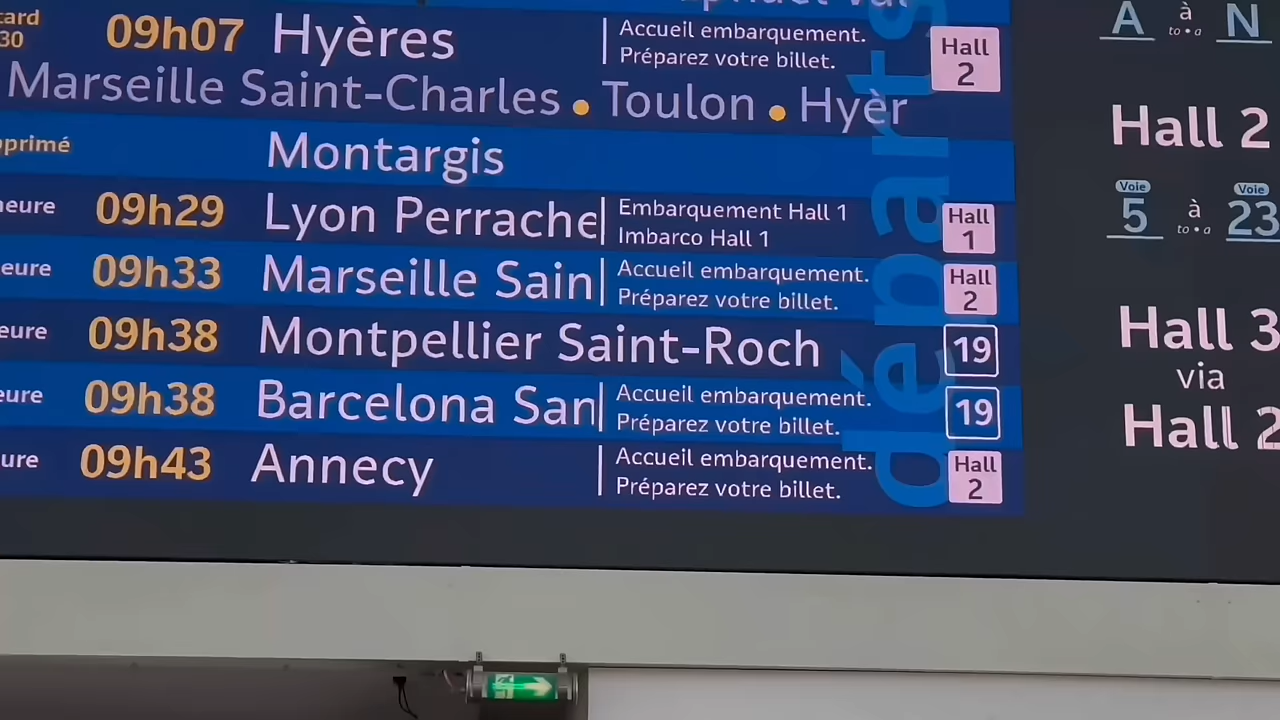 09h07 Hyères Accueil embarquement. Préparez votre billet. Hall 2
30
Marseille Saint-Charles • Toulon • Hyèr
Montargis
09h29 Lyon Perrache Embarquement Hall 1 Imbarco Hall 1 Hall 1
09h33 Marseille Sain Accueil embarquement. Préparez votre billet. Hall 2
09h38 Montpellier Saint-Roch 19
09h38 Barcelona San Accueil embarquement. Préparez votre billet. 19
09h43 Annecy Accueil embarquement. Préparez votre billet. Hall 2
départs
A à N
to • a
Hall 2
Voie 5 à Voie 23
to • a
Hall 3
via
Hall 2